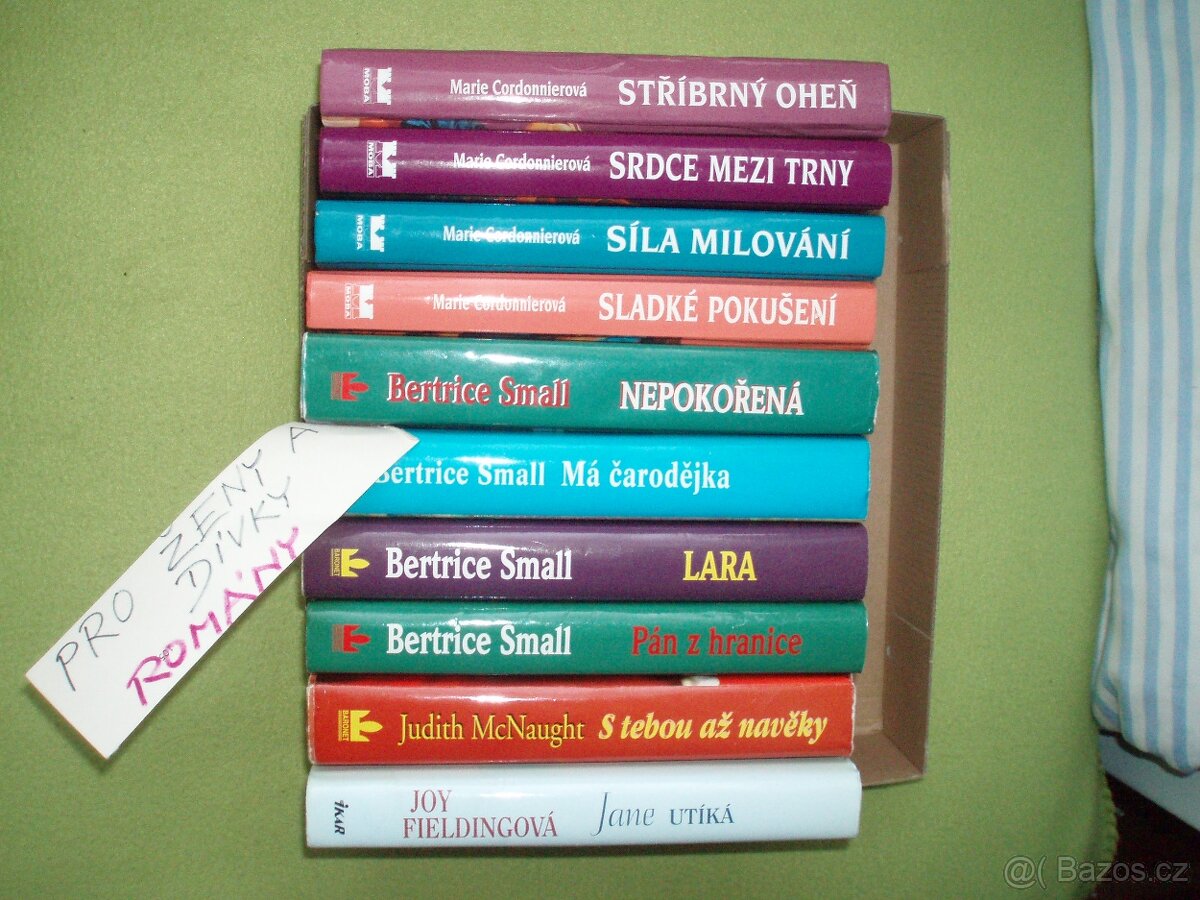 MOBA Marie Cordonnierová STŘÍBRNÝ OHEŇ
MOBA Marie Cordonnierová SRDCE MEZI TRNY
MOBA Marie Cordonnierová SÍLA MILOVÁNÍ
MOBA Marie Cordonnierová SLADKÉ POKUŠENÍ
Bertrice Small NEPOKOŘENÁ
Bertrice Small Má čarodějka
BARONET Bertrice Small LARA
Bertrice Small Pán z hranice
BARONET Judith McNaught S tebou až navěky
IKAR JOY FIELDINGOVÁ Jane UTÍKÁ
PRO ŽENY A
DÍVKY
ROMÁNY
@( Bazos.cz